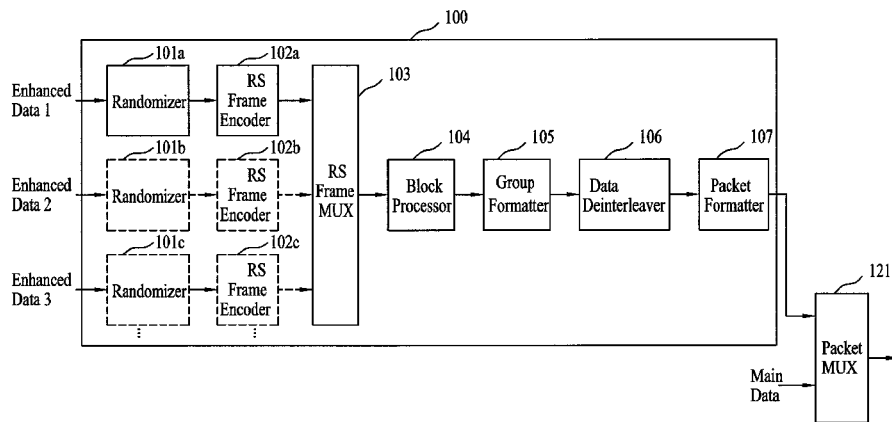 100
101a
102a
103
Enhanced
Data 1
Randomizer
RS
Frame
Encoder
101b
102b
104
105
106
107
Enhanced
Data 2
Randomizer
RS
Frame
Encoder
RS
Frame
MUX
Block
Processor
Group
Formatter
Data
Deinterleaver
Packet
Formatter
101c
102c
Enhanced
Data 3
Randomizer
RS
Frame
Encoder
121
Packet
MUX
Main
Data